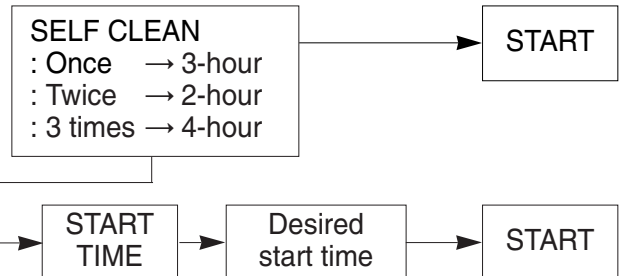 SELF CLEAN
: Once → 3-hour
: Twice → 2-hour
: 3 times → 4-hour
START
START
TIME
Desired
start time
START